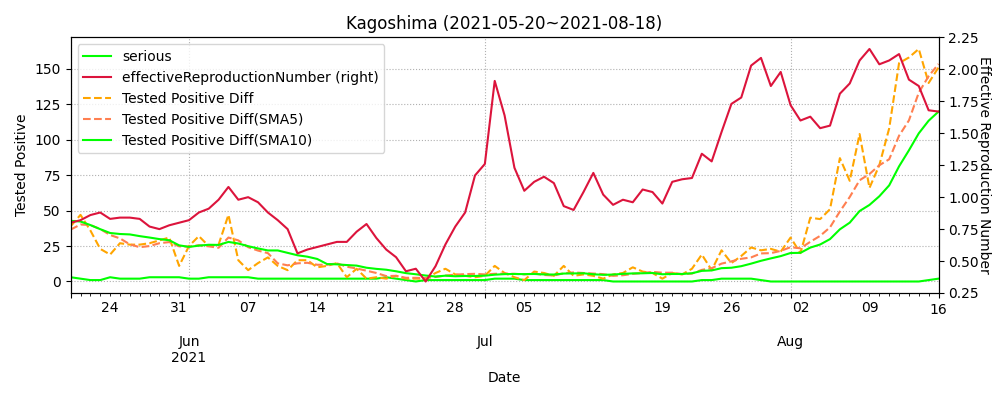 Kagoshima (2021-05-20~2021-08-18)
serious
effectiveReproductionNumber (right)
Tested Positive Diff
Tested Positive Diff(SMA5)
Tested Positive Diff(SMA10)
Tested Positive
150
125
100
75
50
25
0
2.25
2.00
1.75
1.50
1.25
1.00
0.75
0.50
0.25
Effective Reproduction Number
24 31 07 14 21 28 05 12 19 26 02 09 16
Jun Jul Aug
2021
Date